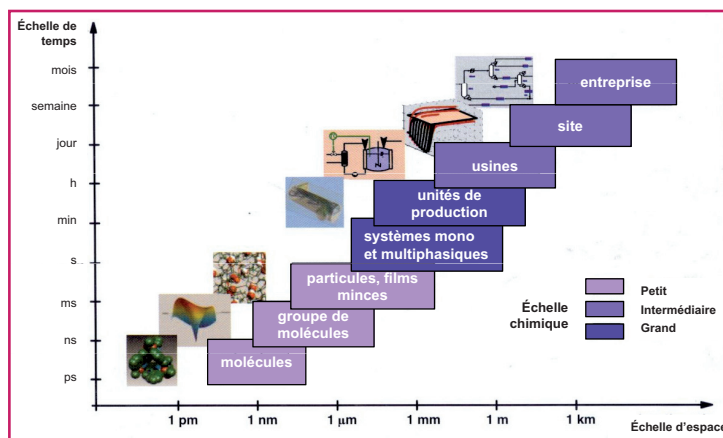 Échelle de
temps
mois
semaine
jour
h
min
s
ms
ns
ps
entreprise
site
usines
unités de
production
systèmes mono
et multiphasiques
particules, films
minces
groupe de
molécules
molécules
Échelle
chimique
Petit
Intermédiaire
Grand
1 pm
1 nm
1 µm
1 mm
1 m
1 km
Échelle d'espace